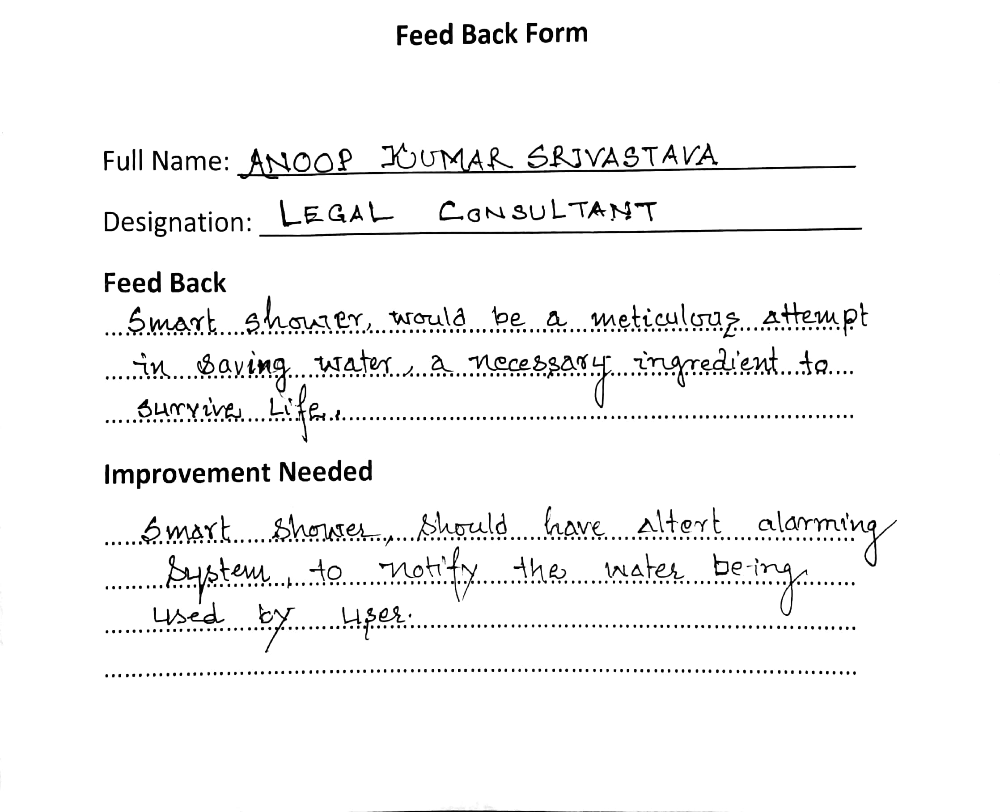 Feed Back Form
Full Name: ANOOP KUMAR SRIVASTAVA
Designation: LEGAL CONSULTANT
Feed Back
Smart shower, would be a meticulous attempt
in saving water, a necessary ingredient to
survive Life.
Improvement Needed
Smart shower, should have altert alarming
system, to notify the water being
used by user.